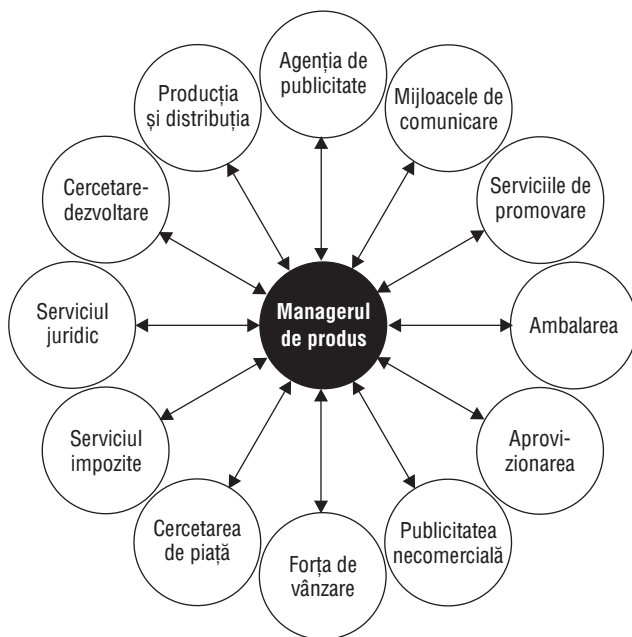 Agenția de
publicitate
Mijloacele de
comunicare
Serviciile de
promovare
Ambalarea
Aprovi-
zionarea
Publicitatea
necomercială
Forța de
vânzare
Cercetarea
de piață
Serviciul
impozite
Serviciul
juridic
Cercetare-
dezvoltare
Producția
și distribuția
Managerul
de produs